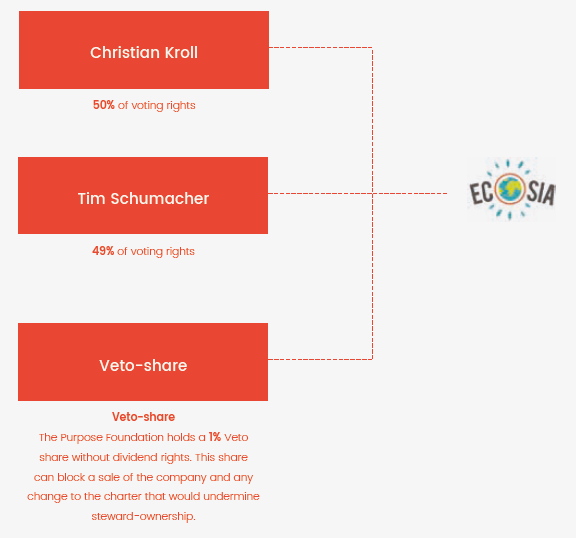 Christian Kroll
50% of voting rights
Tim Schumacher
ECOSIA
49% of voting rights
Veto-share
Veto-share
The Purpose Foundation holds a 1% Veto
share without dividend rights. This share
can block a sale of the company and any
change to the charter that would undermine
steward-ownership.